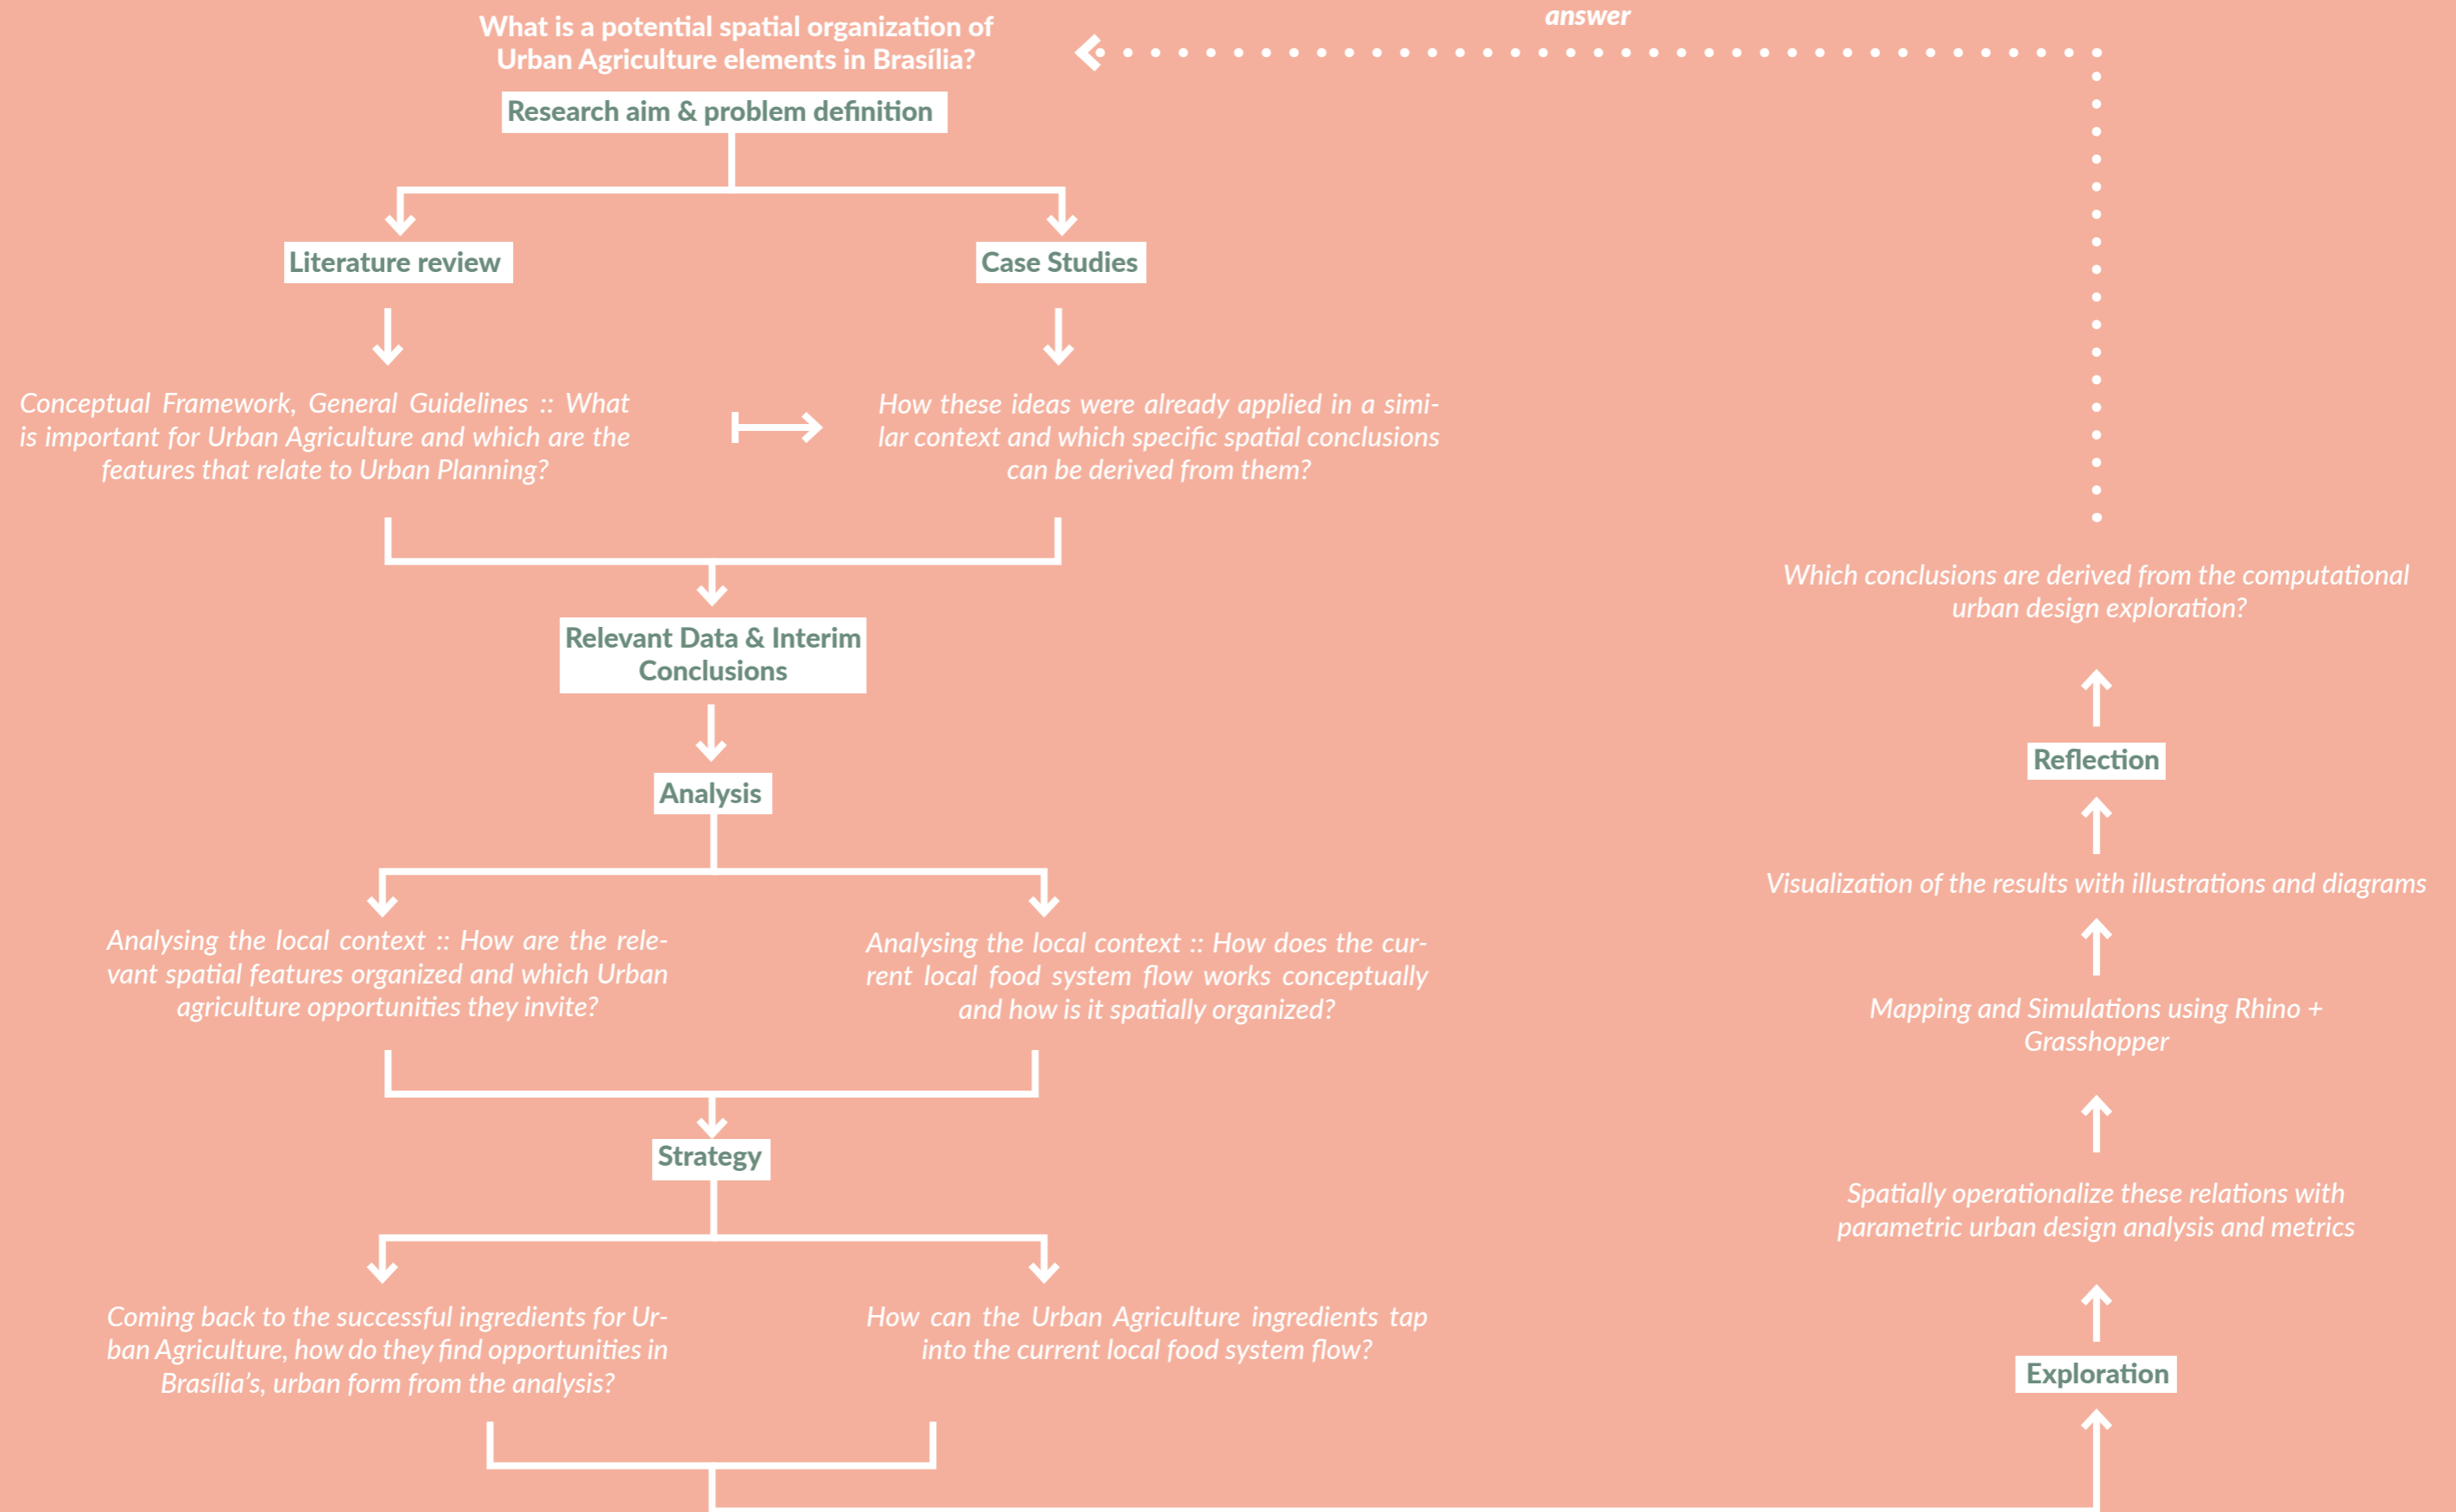 What is a potential spatial organization of
Urban Agriculture elements in Brasília?
answer
Research aim & problem definition
Literature review
Case Studies
Conceptual Framework, General Guidelines :: What
is important for Urban Agriculture and which are the
features that relate to Urban Planning?
How these ideas were already applied in a simi-
lar context and which specific spatial conclusions
can be derived from them?
Relevant Data & Interim
Conclusions
Analysis
Analysing the local context :: How are the rele-
vant spatial features organized and which Urban
agriculture opportunities they invite?
Analysing the local context :: How does the cur-
rent local food system flow works conceptually
and how is it spatially organized?
Strategy
Coming back to the successful ingredients for Ur-
ban Agriculture, how do they find opportunities in
Brasília's, urban form from the analysis?
How can the Urban Agriculture ingredients tap
into the current local food system flow?
Exploration
Spatially operationalize these relations with
parametric urban design analysis and metrics
Mapping and Simulations using Rhino +
Grasshopper
Visualization of the results with illustrations and diagrams
Reflection
Which conclusions are derived from the computational
urban design exploration?